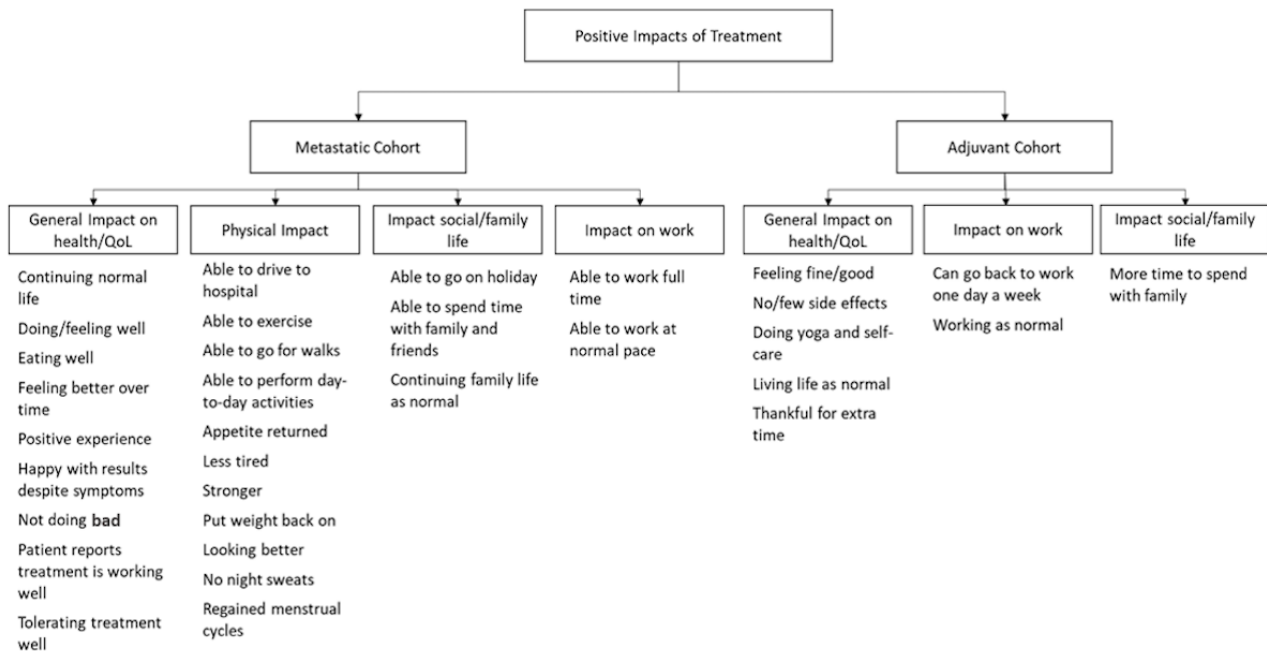 Positive Impacts of Treatment
Metastatic Cohort
Adjuvant Cohort
General Impact on
health/QoL
Physical Impact
Impact social/family
life
Impact on work
General Impact on
health/QoL
Impact on work
Impact social/family
life
Continuing normal
life
Doing/feeling well
Eating well
Feeling better over
time
Positive experience
Happy with results
despite symptoms
Not doing bad
Patient reports
treatment is working
well
Tolerating treatment
well
Able to drive to
hospital
Able to exercise
Able to go for walks
Able to perform day-
to-day activities
Appetite returned
Less tired
Stronger
Put weight back on
Looking better
No night sweats
Regained menstrual
cycles
Able to go on holiday
Able to spend time
with family and
friends
Continuing family life
as normal
Able to work full
time
Able to work at
normal pace
Feeling fine/good
No/few side effects
Doing yoga and self-
care
Living life as normal
Thankful for extra
time
Can go back to work
one day a week
Working as normal
More time to spend
with family